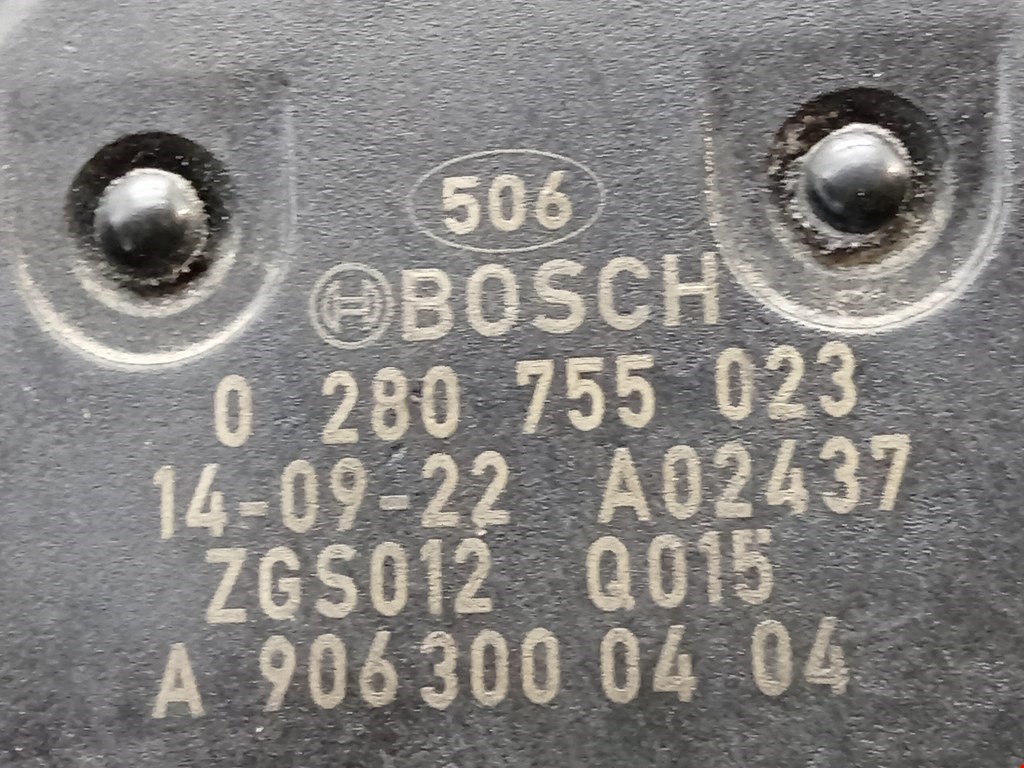 506
BOSCH
0 280 755 023
14-09-22 A02437
ZGS012 Q015
A 906 300 04 04